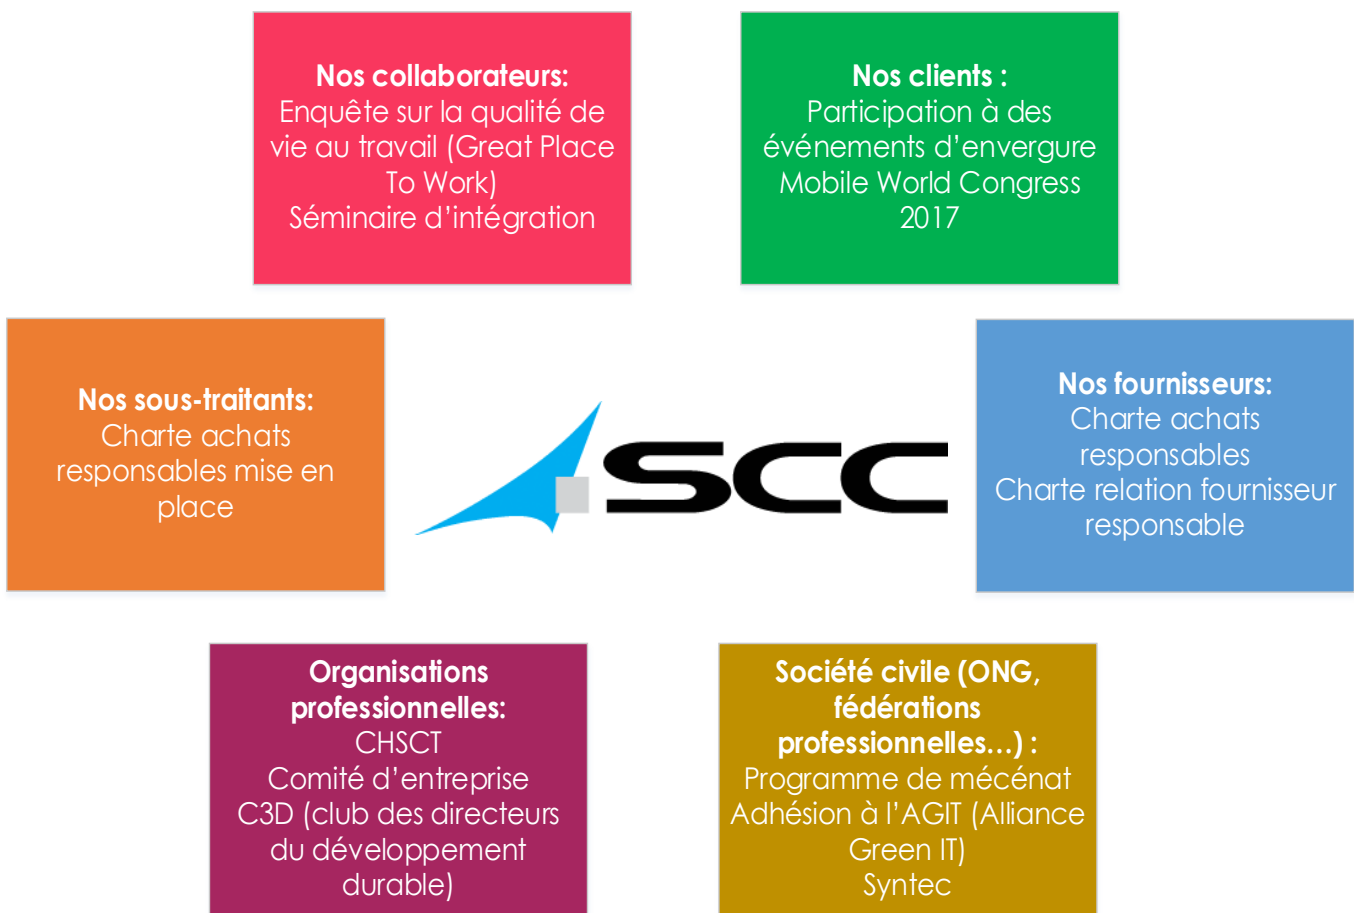 Nos collaborateurs:
Enquête sur la qualité de
vie au travail (Great Place
To Work)
Séminaire d’intégration
Nos clients :
Participation à des
événements d’envergure
Mobile World Congress
2017
Nos sous-traitants:
Charte achats
responsables mise en
place
SCC
Nos fournisseurs:
Charte achats
responsables
Charte relation fournisseur
responsable
Organisations
professionnelles:
CHSCT
Comité d’entreprise
C3D (club des directeurs
du développement
durable)
Société civile (ONG,
fédérations
professionnelles…) :
Programme de mécénat
Adhésion à l’AGIT (Alliance
Green IT)
Syntec